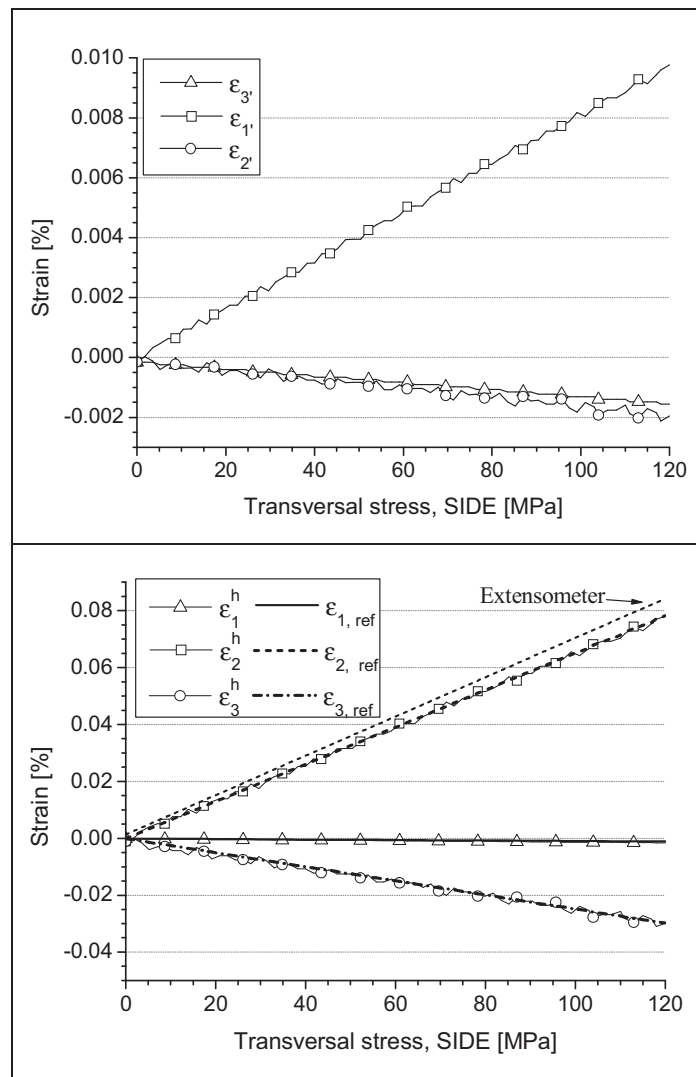 0.010
0.008
0.006
0.004
0.002
0.000
-0.002
Strain [%]
ε3'
ε1'
ε2'
0 20 40 60 80 100 120
Transversal stress, SIDE [MPa]
0.08
0.06
0.04
0.02
0.00
-0.02
-0.04
Strain [%]
ε1h ε1, ref
ε2h ε2, ref
ε3h ε3, ref
Extensometer
0 20 40 60 80 100 120
Transversal stress, SIDE [MPa]